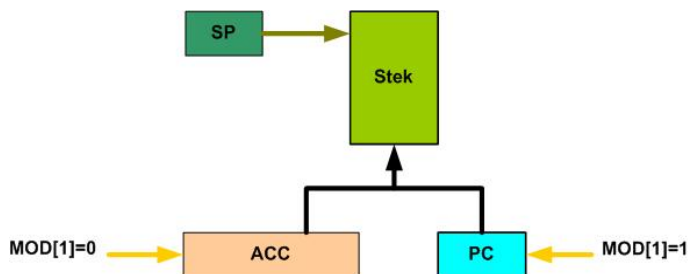 SP
Stek
MOD[1]=0
ACC
PC
MOD[1]=1